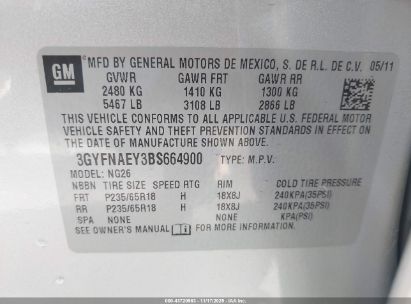 GM
MFD BY GENERAL MOTORS DE MEXICO, S. DE R.L. DE C.V. 05/11
GVWR GAWR FRT GAWR RR
2480 KG 1410 KG 1300 KG
5467 LB 3108 LB 2866 LB
THIS VEHICLE CONFORMS TO ALL APPLICABLE U.S. FEDERAL MOTOR
VEHICLE SAFETY AND THEFT PREVENTION STANDARDS IN EFFECT ON
THE DATE OF MANUFACTURE SHOWN ABOVE.
3GYFNAEY3BS664900 TYPE: M.P.V.
MODEL: NG26
NBBN TIRE SIZE SPEED RTG RIM COLD TIRE PRESSURE
FRT P235/65R18 H 18X8J 240KPA(35PSI)
RR P235/65R18 H 18X8J 240KPA(35PSI)
SPA NONE NONE KPA(PSI)
SEE OWNER'S MANUAL FOR ADDITIONAL INFORMATION.